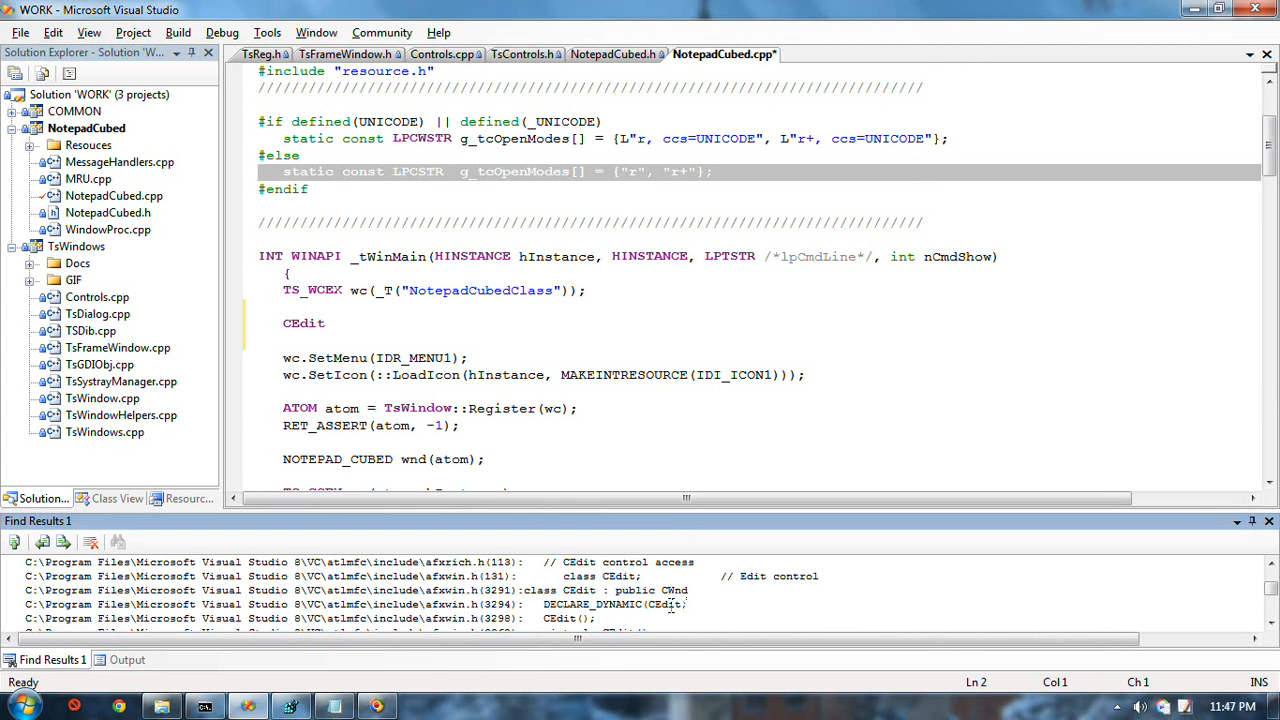 WORK - Microsoft Visual Studio
File Edit View Project Build Debug Tools Window Community Help
Solution Explorer - Solution 'W...
TsReg.h TsFrameWindow.h Controls.cpp TsControls.h NotepadCubed.h NotepadCubed.cpp*
Solution 'WORK' (3 projects)
COMMON
NotepadCubed
Resouces
MessageHandlers.cpp
MRU.cpp
NotepadCubed.cpp
NotepadCubed.h
WindowProc.cpp
TsWindows
Docs
GIF
Controls.cpp
TsDialog.cpp
TSDib.cpp
TsFrameWindow.cpp
TsGDIObj.cpp
TsSystrayManager.cpp
TsWindow.cpp
TsWindowHelpers.cpp
TsWindows.cpp
Solution... Class View Resourc...
#include "resource.h"
///////////////////////////////////////////////////////////////////////////////
#if defined(UNICODE) || defined(_UNICODE)
static const LPCWSTR g_tcOpenModes[] = {L"r, ccs=UNICODE", L"r+, ccs=UNICODE"};
#else
static const LPCSTR  g_tcOpenModes[] = {"r", "r+"};
#endif
///////////////////////////////////////////////////////////////////////////////
INT WINAPI _tWinMain(HINSTANCE hInstance, HINSTANCE, LPTSTR /*lpCmdLine*/, int nCmdShow)
{
TS_WCEX wc(_T("NotepadCubedClass"));
CEdit
wc.SetMenu(IDR_MENU1);
wc.SetIcon(::LoadIcon(hInstance, MAKEINTRESOURCE(IDI_ICON1)));
ATOM atom = TsWindow::Register(wc);
RET_ASSERT(atom, -1);
NOTEPAD_CUBED wnd(atom);
Find Results 1
C:\Program Files\Microsoft Visual Studio 8\VC\atlmfc\include\afxrich.h(113): // CEdit control access
C:\Program Files\Microsoft Visual Studio 8\VC\atlmfc\include\afxwin.h(131): class CEdit; // Edit control
C:\Program Files\Microsoft Visual Studio 8\VC\atlmfc\include\afxwin.h(3291):class CEdit : public CWnd
C:\Program Files\Microsoft Visual Studio 8\VC\atlmfc\include\afxwin.h(3294): DECLARE_DYNAMIC(CEdit)
C:\Program Files\Microsoft Visual Studio 8\VC\atlmfc\include\afxwin.h(3298): CEdit();
Find Results 1 Output
Ready Ln 2 Col 1 Ch 1 INS
11:47 PM